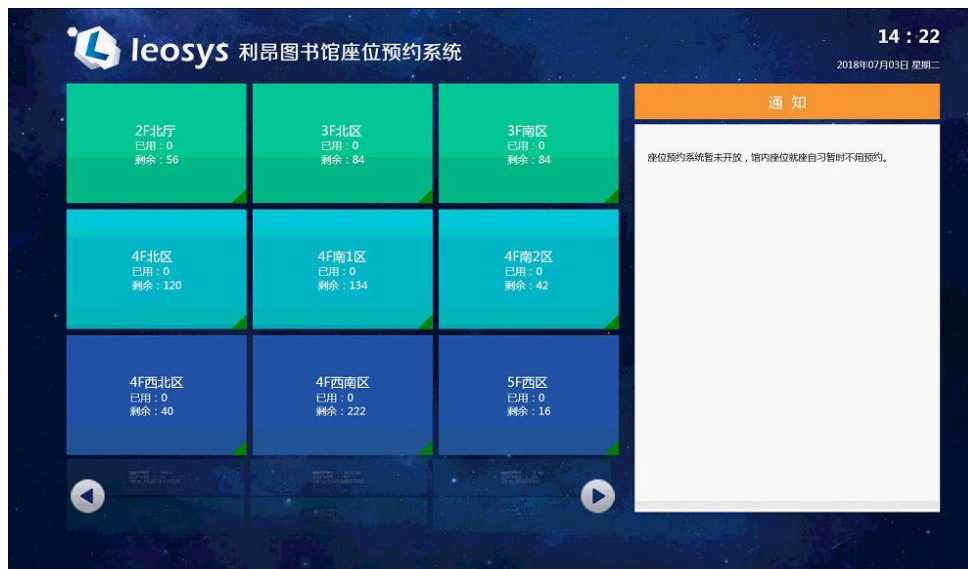 leosys 利昂图书馆座位预约系统
14：22
2018年07月03日 星期二
2F北厅
已用：0
剩余：56
3F北区
已用：0
剩余：84
3F南区
已用：0
剩余：84
4F北区
已用：0
剩余：120
4F南1区
已用：0
剩余：134
4F南2区
已用：0
剩余：42
4F西北区
已用：0
剩余：40
4F西南区
已用：0
剩余：222
5F西区
已用：0
剩余：16
通 知
座位预约系统暂未开放，馆内座位就座自习暂时不用预约。